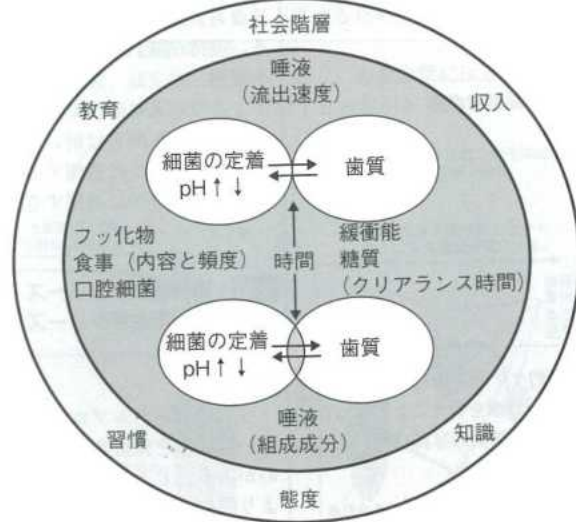 社会階層
唾液
(流出速度)
教育
収入
細菌の定着
pH↑↓
歯質
フッ化物
食事(内容と頻度)
口腔細菌
時間
緩衝能
糖質
(クリアランス時間)
細菌の定着
pH↑↓
歯質
唾液
(組成成分)
習慣
知識
態度